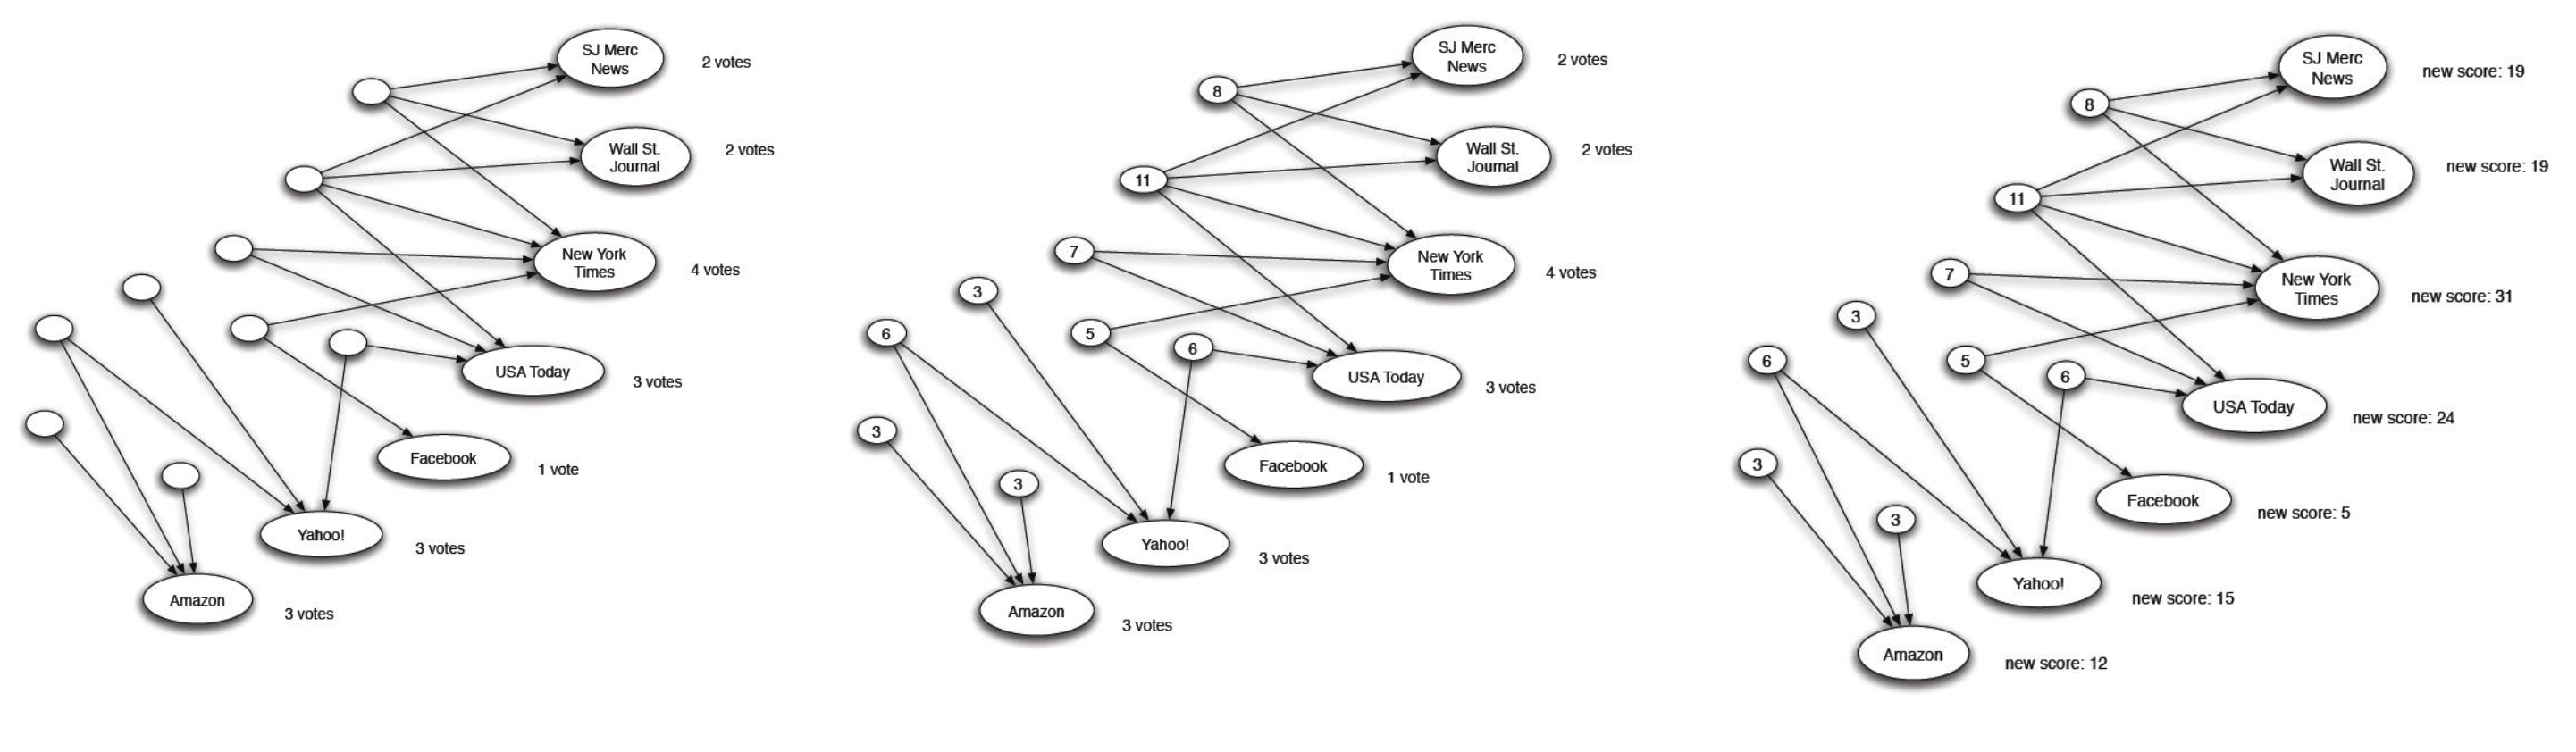 SJ Merc
News
2 votes
Wall St.
Journal
2 votes
New York
Times
4 votes
USA Today
3 votes
Facebook
1 vote
Yahoo!
3 votes
Amazon
3 votes
8
SJ Merc
News
2 votes
11
Wall St.
Journal
2 votes
7
New York
Times
4 votes
3
6
5
6
USA Today
3 votes
3
Facebook
1 vote
3
Yahoo!
3 votes
Amazon
3 votes
8
SJ Merc
News
new score: 19
11
Wall St.
Journal
new score: 19
7
New York
Times
new score: 31
3
6
5
6
USA Today
new score: 24
3
Facebook
new score: 5
3
Yahoo!
new score: 15
Amazon
new score: 12